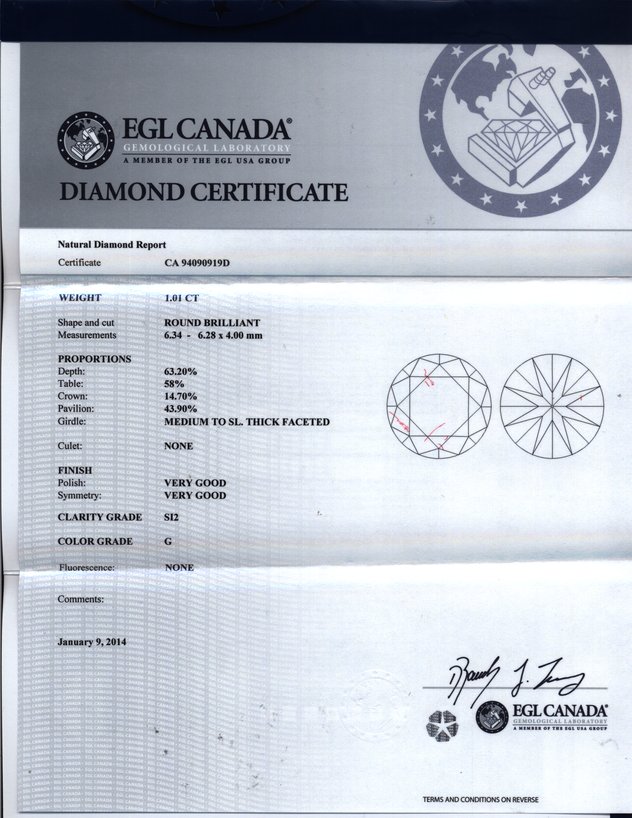 EGL CANADA®
GEMOLOGICAL LABORATORY
A MEMBER OF THE EGL USA GROUP
DIAMOND CERTIFICATE
Natural Diamond Report
Certificate CA 94090919D
WEIGHT 1.01 CT
Shape and cut ROUND BRILLIANT
Measurements 6.34 - 6.28 x 4.00 mm
PROPORTIONS
Depth: 63.20%
Table: 58%
Crown: 14.70%
Pavilion: 43.90%
Girdle: MEDIUM TO SL. THICK FACETED
Culet: NONE
FINISH
Polish: VERY GOOD
Symmetry: VERY GOOD
CLARITY GRADE SI2
COLOR GRADE G
Fluorescence: NONE
Comments:
January 9, 2014
EGL CANADA®
GEMOLOGICAL LABORATORY
A MEMBER OF THE EGL USA GROUP
TERMS AND CONDITIONS ON REVERSE